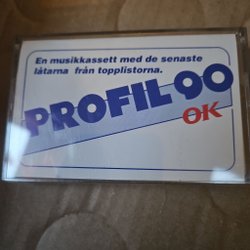 En musikkassett med de senaste
låtarna från topplistorna.
PROFIL 90
OK